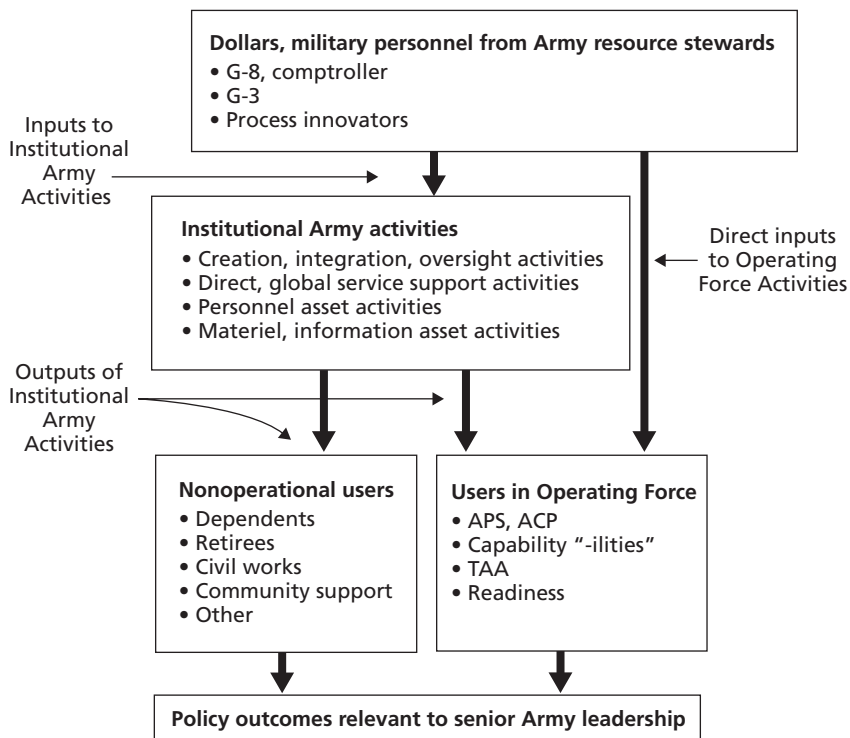 Dollars, military personnel from Army resource stewards
• G-8, comptroller
• G-3
• Process innovators
Inputs to
Institutional
Army
Activities
Institutional Army activities
• Creation, integration, oversight activities
• Direct, global service support activities
• Personnel asset activities
• Materiel, information asset activities
Direct inputs
to Operating
Force Activities
Outputs of
Institutional
Army
Activities
Nonoperational users
• Dependents
• Retirees
• Civil works
• Community support
• Other
Users in Operating Force
• APS, ACP
• Capability “-ilities”
• TAA
• Readiness
Policy outcomes relevant to senior Army leadership